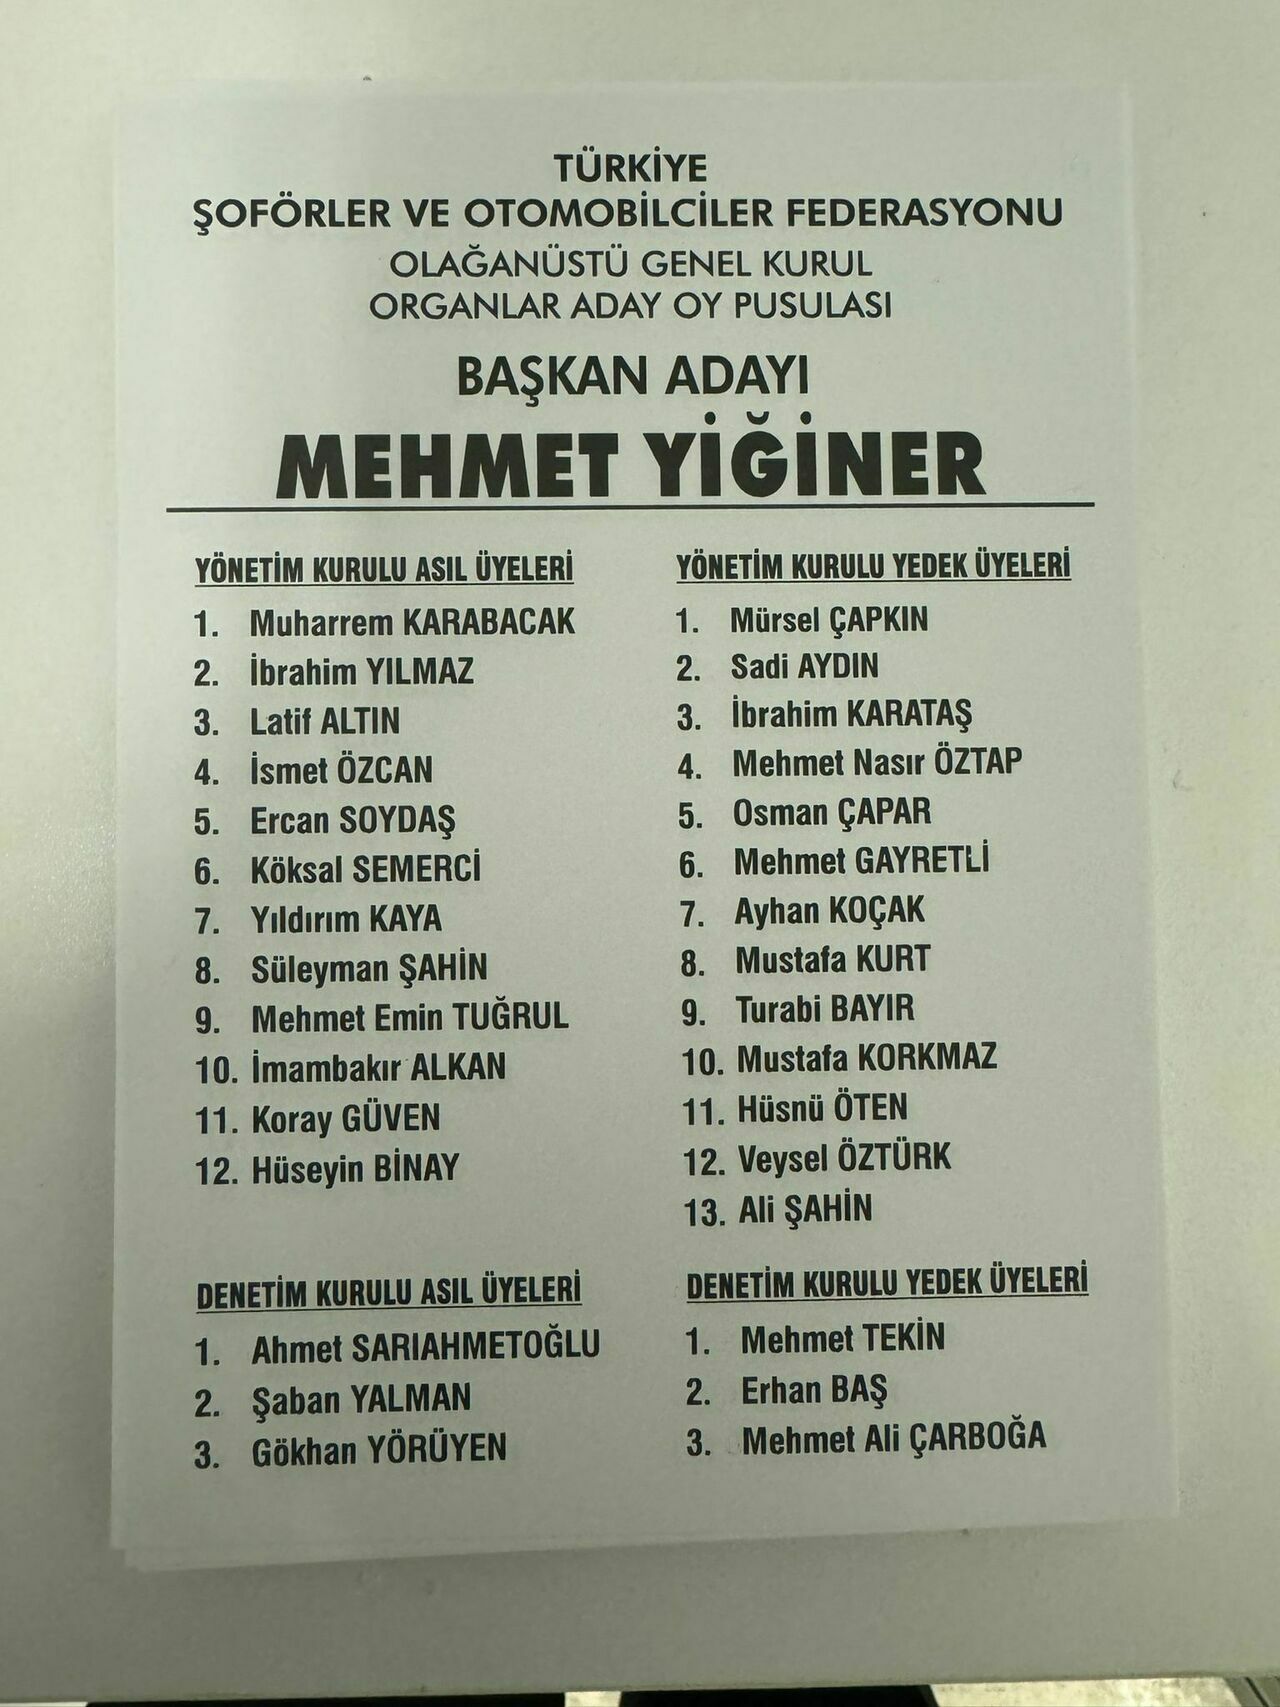 TÜRKİYE
ŞOFÖRLER VE OTOMOBİLCİLER FEDERASYONU
OLAĞANÜSTÜ GENEL KURUL
ORGANLAR ADAY OY PUSULASI
BAŞKAN ADAYI
MEHMET YİĞİNER
YÖNETİM KURULU ASIL ÜYELERİ
1. Muharrem KARABACAK
2. İbrahim YILMAZ
3. Latif ALTIN
4. İsmet ÖZCAN
5. Ercan SOYDAŞ
6. Köksal SEMERCİ
7. Yıldırım KAYA
8. Süleyman ŞAHİN
9. Mehmet Emin TUĞRUL
10. İmambakır ALKAN
11. Koray GÜVEN
12. Hüseyin BİNAY
YÖNETİM KURULU YEDEK ÜYELERİ
1. Mürsel ÇAPKIN
2. Sadi AYDIN
3. İbrahim KARATAŞ
4. Mehmet Nasır ÖZTAP
5. Osman ÇAPAR
6. Mehmet GAYRETLİ
7. Ayhan KOÇAK
8. Mustafa KURT
9. Turabi BAYIR
10. Mustafa KORKMAZ
11. Hüsnü ÖTEN
12. Veysel ÖZTÜRK
13. Ali ŞAHİN
DENETİM KURULU ASIL ÜYELERİ
1. Ahmet SARIAHMETOĞLU
2. Şaban YALMAN
3. Gökhan YÖRÜYEN
DENETİM KURULU YEDEK ÜYELERİ
1. Mehmet TEKİN
2. Erhan BAŞ
3. Mehmet Ali ÇARBOĞA